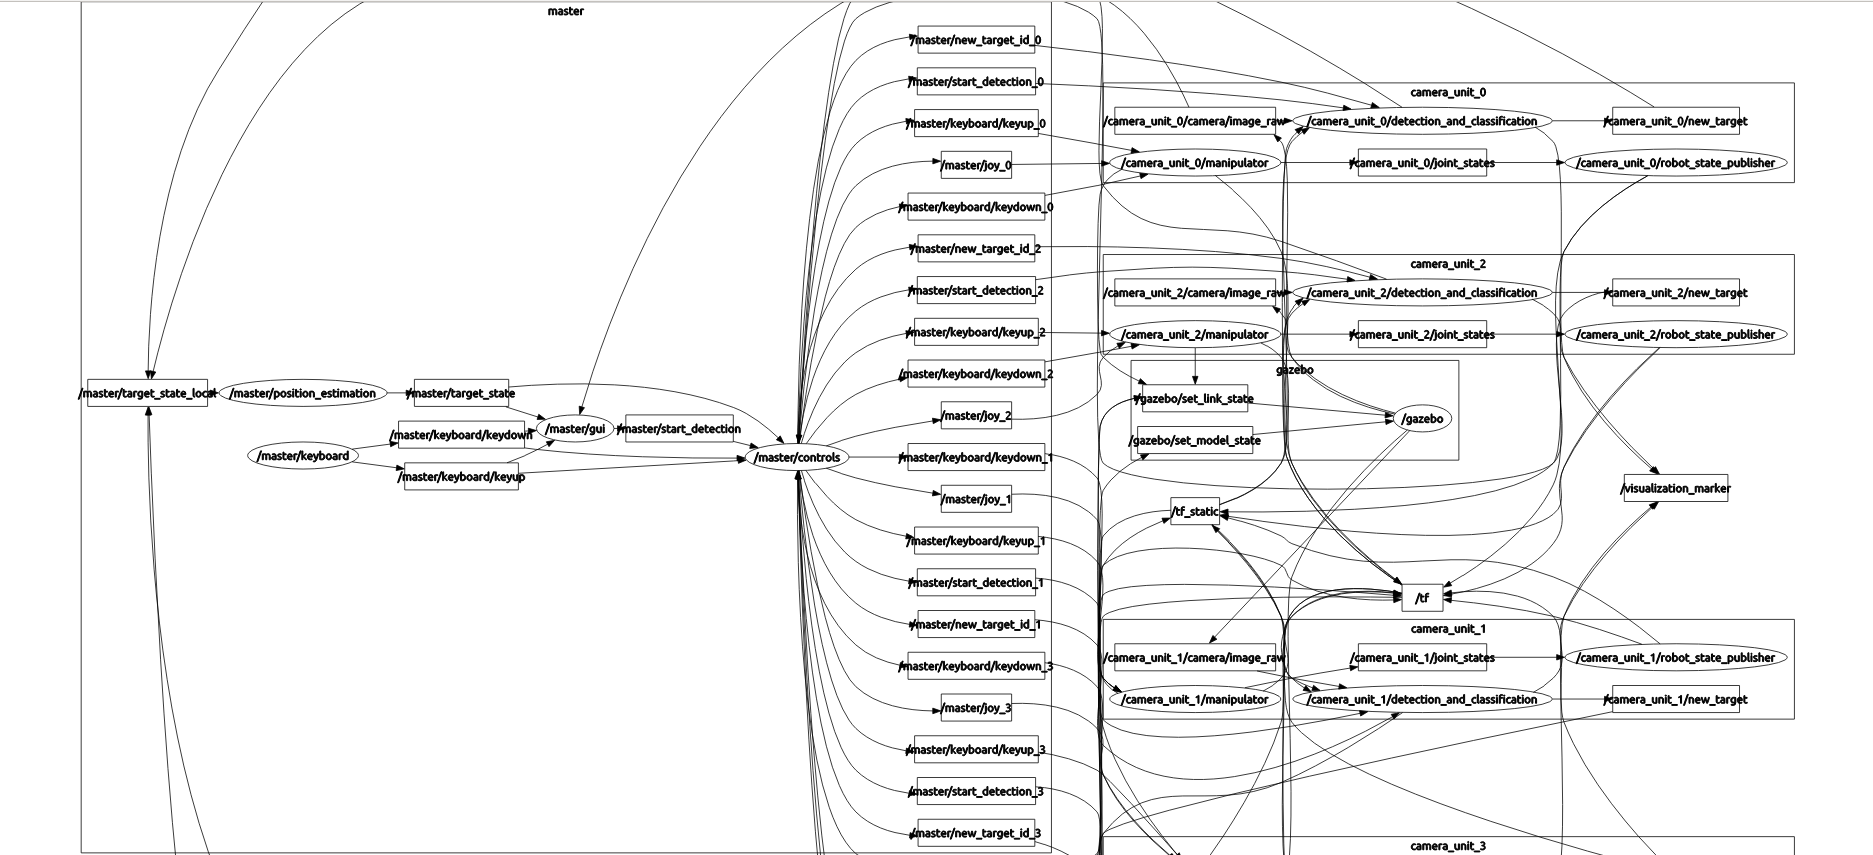 master
/master/new_target_id_0
/master/start_detection_0
/master/keyboard/keyup_0
/master/joy_0
/master/keyboard/keydown_0
/master/new_target_id_2
/master/start_detection_2
/master/keyboard/keyup_2
/master/keyboard/keydown_2
/master/joy_2
/master/keyboard/keydown_1
/master/joy_1
/master/keyboard/keyup_1
/master/start_detection_1
/master/new_target_id_1
/master/keyboard/keydown_3
/master/joy_3
/master/keyboard/keyup_3
/master/start_detection_3
/master/new_target_id_3
/master/target_state_local
/master/position_estimation
/master/target_state
/master/keyboard/keydown
/master/gui
/master/start_detection
/master/keyboard
/master/keyboard/keyup
/master/controls
camera_unit_0
/camera_unit_0/camera/image_raw
/camera_unit_0/detection_and_classification
/camera_unit_0/new_target
/camera_unit_0/manipulator
/camera_unit_0/joint_states
/camera_unit_0/robot_state_publisher
camera_unit_2
/camera_unit_2/camera/image_raw
/camera_unit_2/detection_and_classification
/camera_unit_2/new_target
/camera_unit_2/manipulator
/camera_unit_2/joint_states
/camera_unit_2/robot_state_publisher
gazebo
/gazebo/set_link_state
/gazebo
/gazebo/set_model_state
/visualization_marker
/tf_static
/tf
camera_unit_1
/camera_unit_1/camera/image_raw
/camera_unit_1/joint_states
/camera_unit_1/robot_state_publisher
/camera_unit_1/manipulator
/camera_unit_1/detection_and_classification
/camera_unit_1/new_target
camera_unit_3